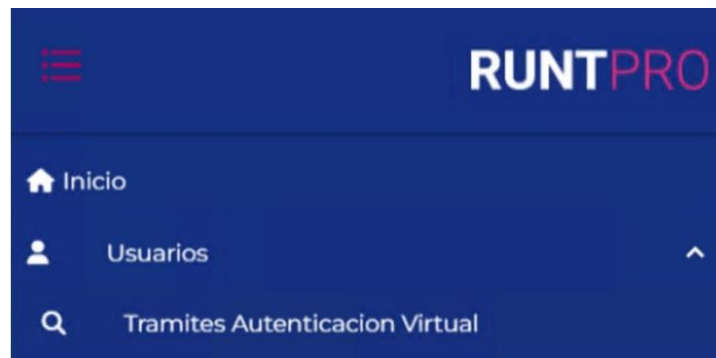 RUNTPRO
Inicio
Usuarios
Tramites Autenticacion Virtual